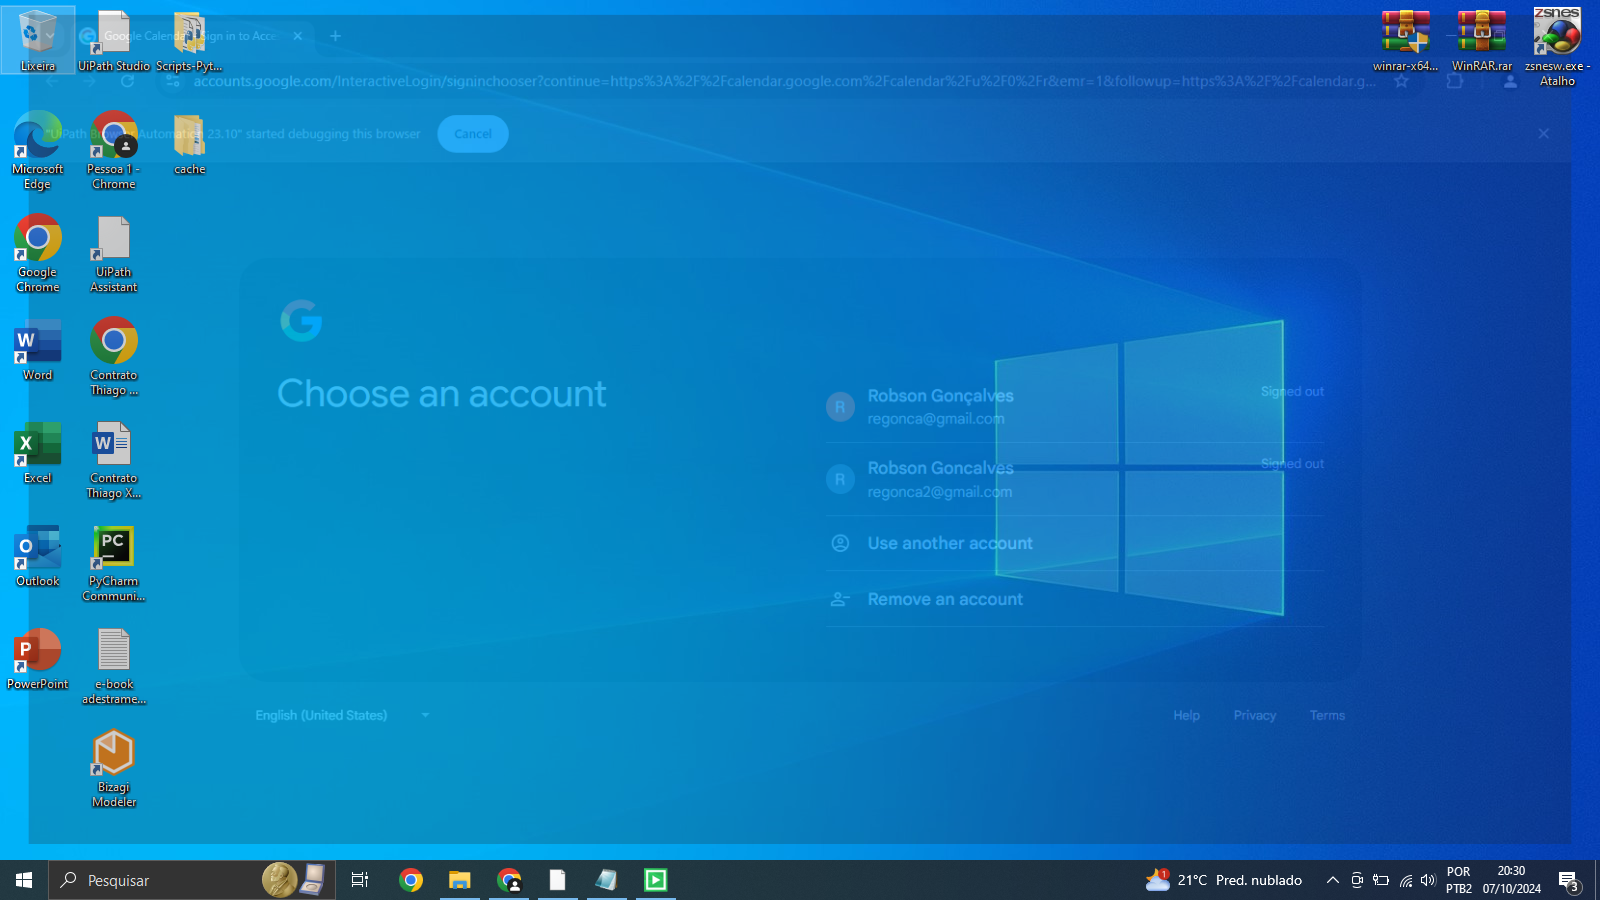 Google Calendar - Sign in to Acce
accounts.google.com/InteractiveLogin/signinchooser?continue=https%3A%2F%2Fcalendar.google.com%2Fcalendar%2Fu%2F0%2Fr&emr=1&followup=https%3A%2F%2Fcalendar.g...
"UiPath Browser Automation 23.10" started debugging this browser
Cancel
Lixeira
UiPath Studio
Scripts-Pyt...
winrar-x64...
WinRAR.rar
zsnes
zsnesw.exe -
Atalho
Microsoft
Edge
Pessoa 1 -
Chrome
cache
Google
Chrome
UiPath
Assistant
W
Word
Contrato
Thiago ...
X
Excel
W
Contrato
Thiago X...
O
Outlook
PC
PyCharm
Communi...
P
PowerPoint
e-book
adestrame...
Bizagi
Modeler
Choose an account
R
Robson Gonçalves
regonca@gmail.com
Signed out
R
Robson Goncalves
regonca2@gmail.com
Signed out
Use another account
Remove an account
English (United States)
Help
Privacy
Terms
Pesquisar
1
21°C Pred. nublado
POR
PTB2
20:30
07/10/2024
3